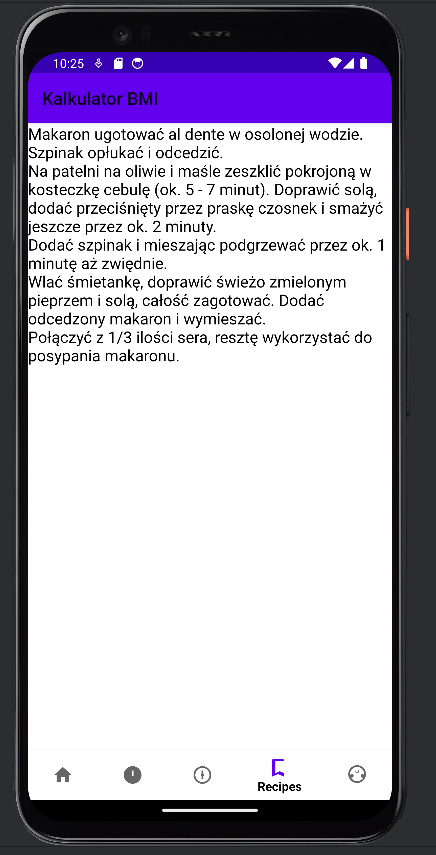 10:25
Kalkulator BMI
Makaron ugotować al dente w osolonej wodzie.
Szpinak opłukać i odcedzić.
Na patelni na oliwie i maśle zeszklić pokrojoną w
kosteczkę cebulę (ok. 5 - 7 minut). Doprawić solą,
dodać przeciśnięty przez praskę czosnek i smażyć
jeszcze przez ok. 2 minuty.
Dodać szpinak i mieszając podgrzewać przez ok. 1
minutę aż zwiędnie.
Wlać śmietankę, doprawić świeżo zmielonym
pieprzem i solą, całość zagotować. Dodać
odcedzony makaron i wymieszać.
Połączyć z 1/3 ilości sera, resztę wykorzystać do
posypania makaronu.
Recipes